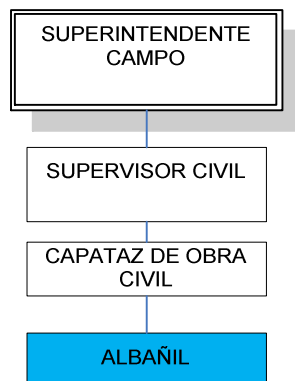 SUPERINTENDENTE
CAMPO
SUPERVISOR CIVIL
CAPATAZ DE OBRA
CIVIL
ALBAÑIL